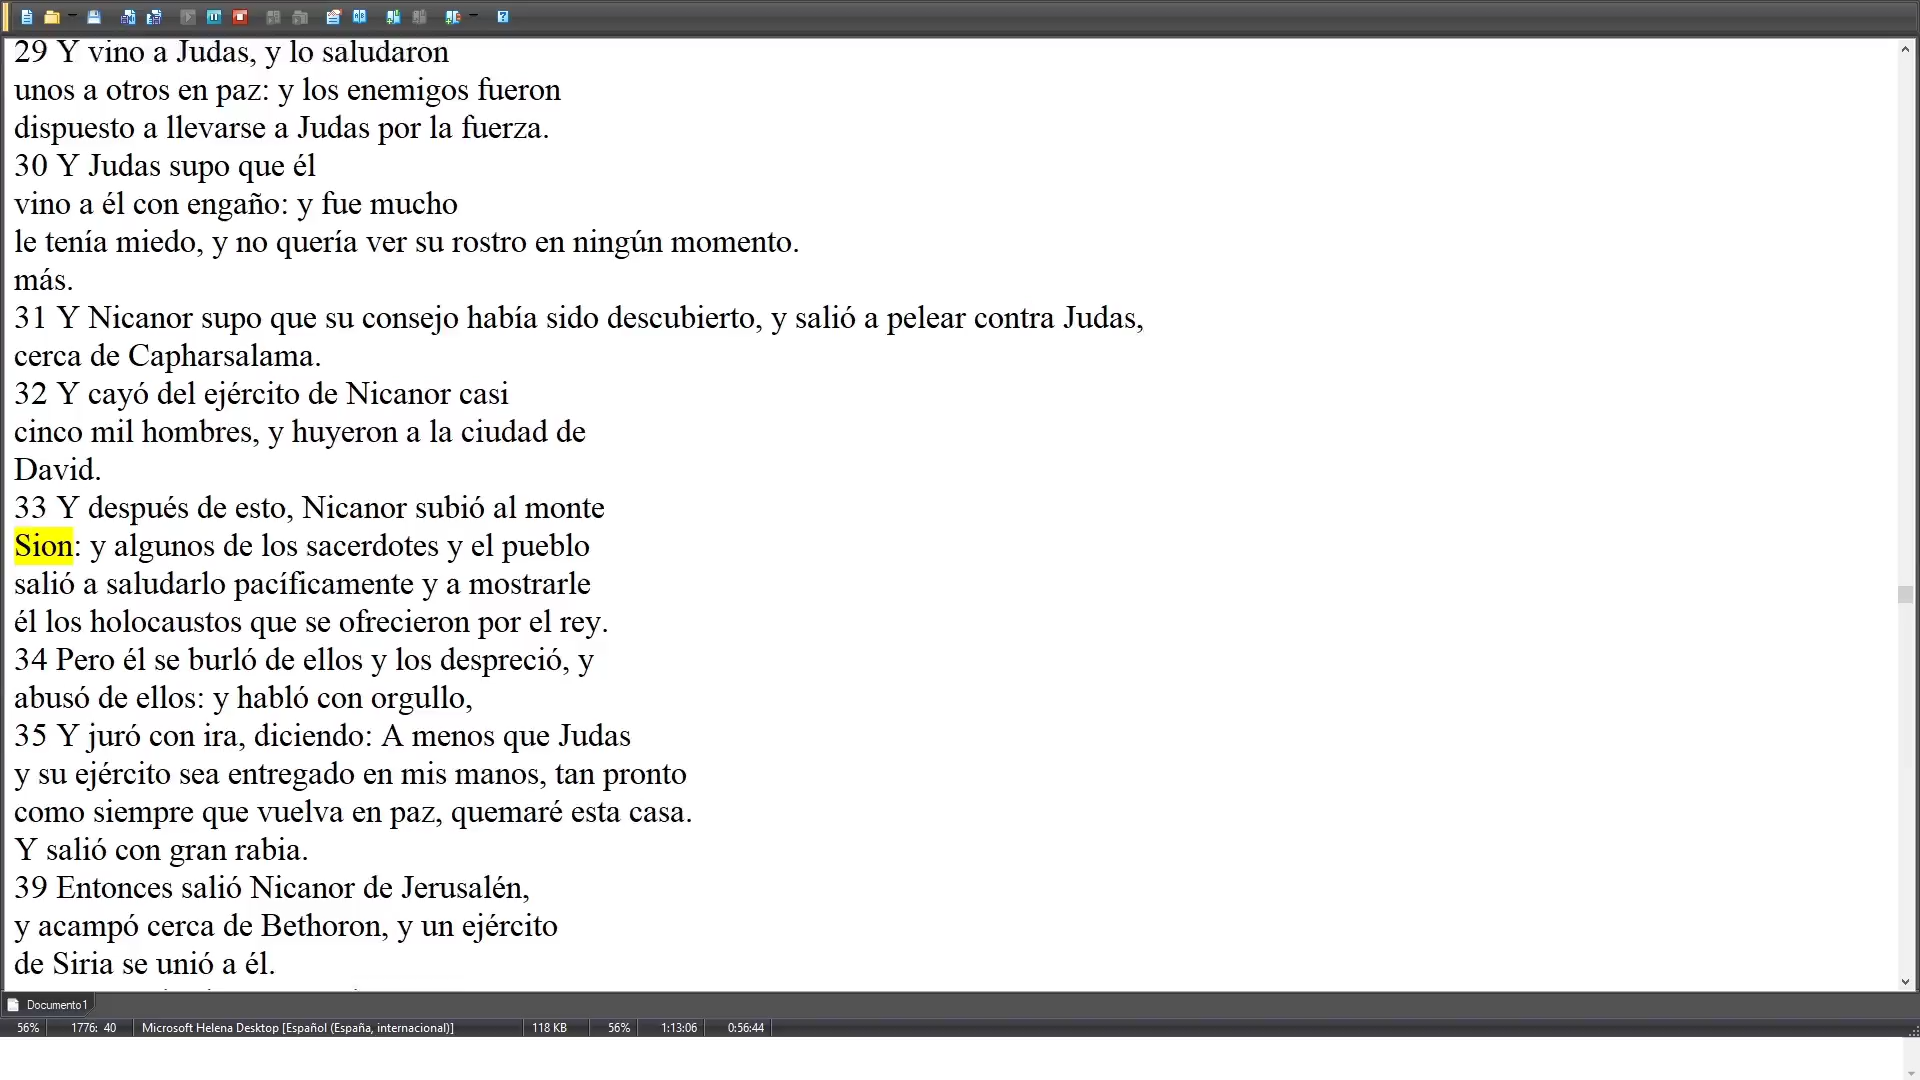 29 Y vino a Judas, y lo saludaron
unos a otros en paz: y los enemigos fueron
dispuesto a llevarse a Judas por la fuerza.
30 Y Judas supo que él
vino a él con engaño: y fue mucho
le tenía miedo, y no quería ver su rostro en ningún momento.
más.
31 Y Nicanor supo que su consejo había sido descubierto, y salió a pelear contra Judas,
cerca de Capharsalama.
32 Y cayó del ejército de Nicanor casi
cinco mil hombres, y huyeron a la ciudad de
David.
33 Y después de esto, Nicanor subió al monte
Sion: y algunos de los sacerdotes y el pueblo
salió a saludarlo pacíficamente y a mostrarle
él los holocaustos que se ofrecieron por el rey.
34 Pero él se burló de ellos y los despreció, y
abusó de ellos: y habló con orgullo,
35 Y juró con ira, diciendo: A menos que Judas
y su ejército sea entregado en mis manos, tan pronto
como siempre que vuelva en paz, quemaré esta casa.
Y salió con gran rabia.
39 Entonces salió Nicanor de Jerusalén,
y acampó cerca de Bethoron, y un ejército
de Siria se unió a él.
Documento1
56% 1776: 40 Microsoft Helena Desktop [Español (España, internacional)] 118 KB 56% 1:13:06 0:56:44